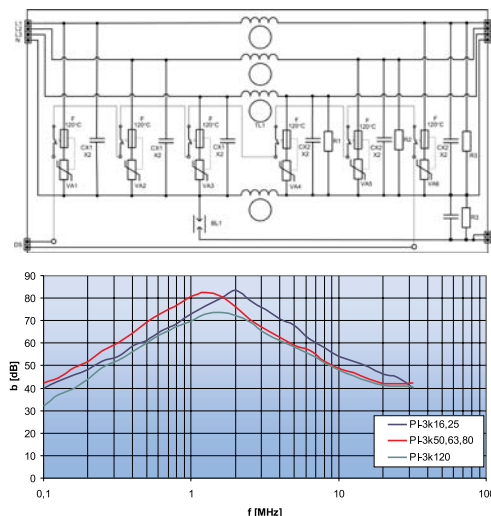 F F F F F F
120°C 120°C 120°C 120°C 120°C 120°C
TL1
CX1 X2 CX1 X2 CX1 X2 CX2 X2 R1 CX2 X2 R2 CX2 X2 R3
VA1 VA2 VA3 VA4 VA5 VA6
BL1 R3
DS
90
80
70
60
50
40
30
20
10
0
b [dB]
PI-3k16,25
PI-3k50,63,80
PI-3k120
0,1 1 10 100
f [MHz]